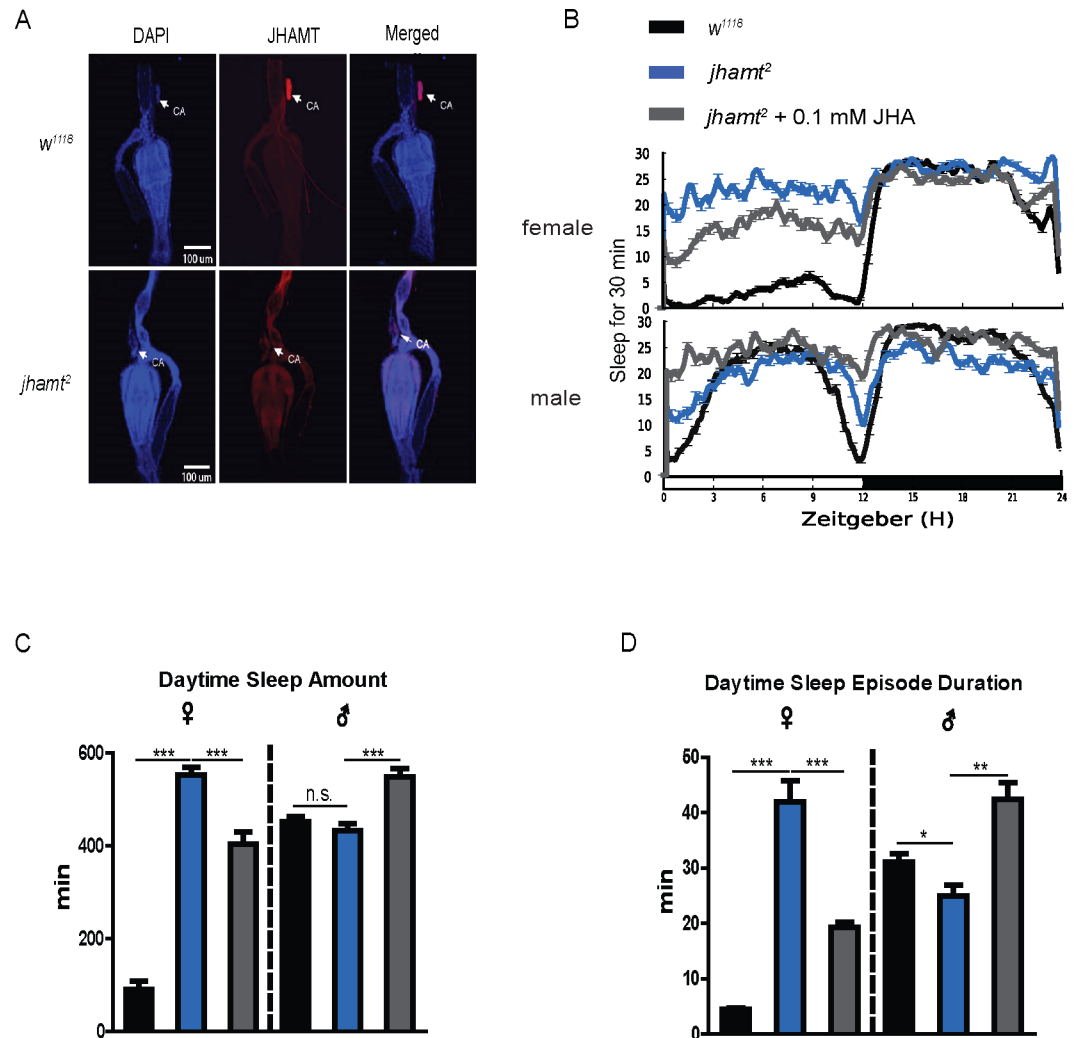 A
DAPI
JHAMT
Merged
w1118
CA
CA
CA
100 um
jhamt2
CA
CA
CA
100 um
B
w1118
jhamt2
jhamt2 + 0.1 mM JHA
female
male
Sleep for 30 min
30
25
20
15
10
5
0
30
25
20
15
10
5
0
0 3 6 9 12 15 18 21 24
Zeitgeber (H)
C
Daytime Sleep Amount
♀ ♂
*** *** n.s. ***
600
400
200
0
min
D
Daytime Sleep Episode Duration
♀ ♂
*** *** * **
50
40
30
20
10
0
min